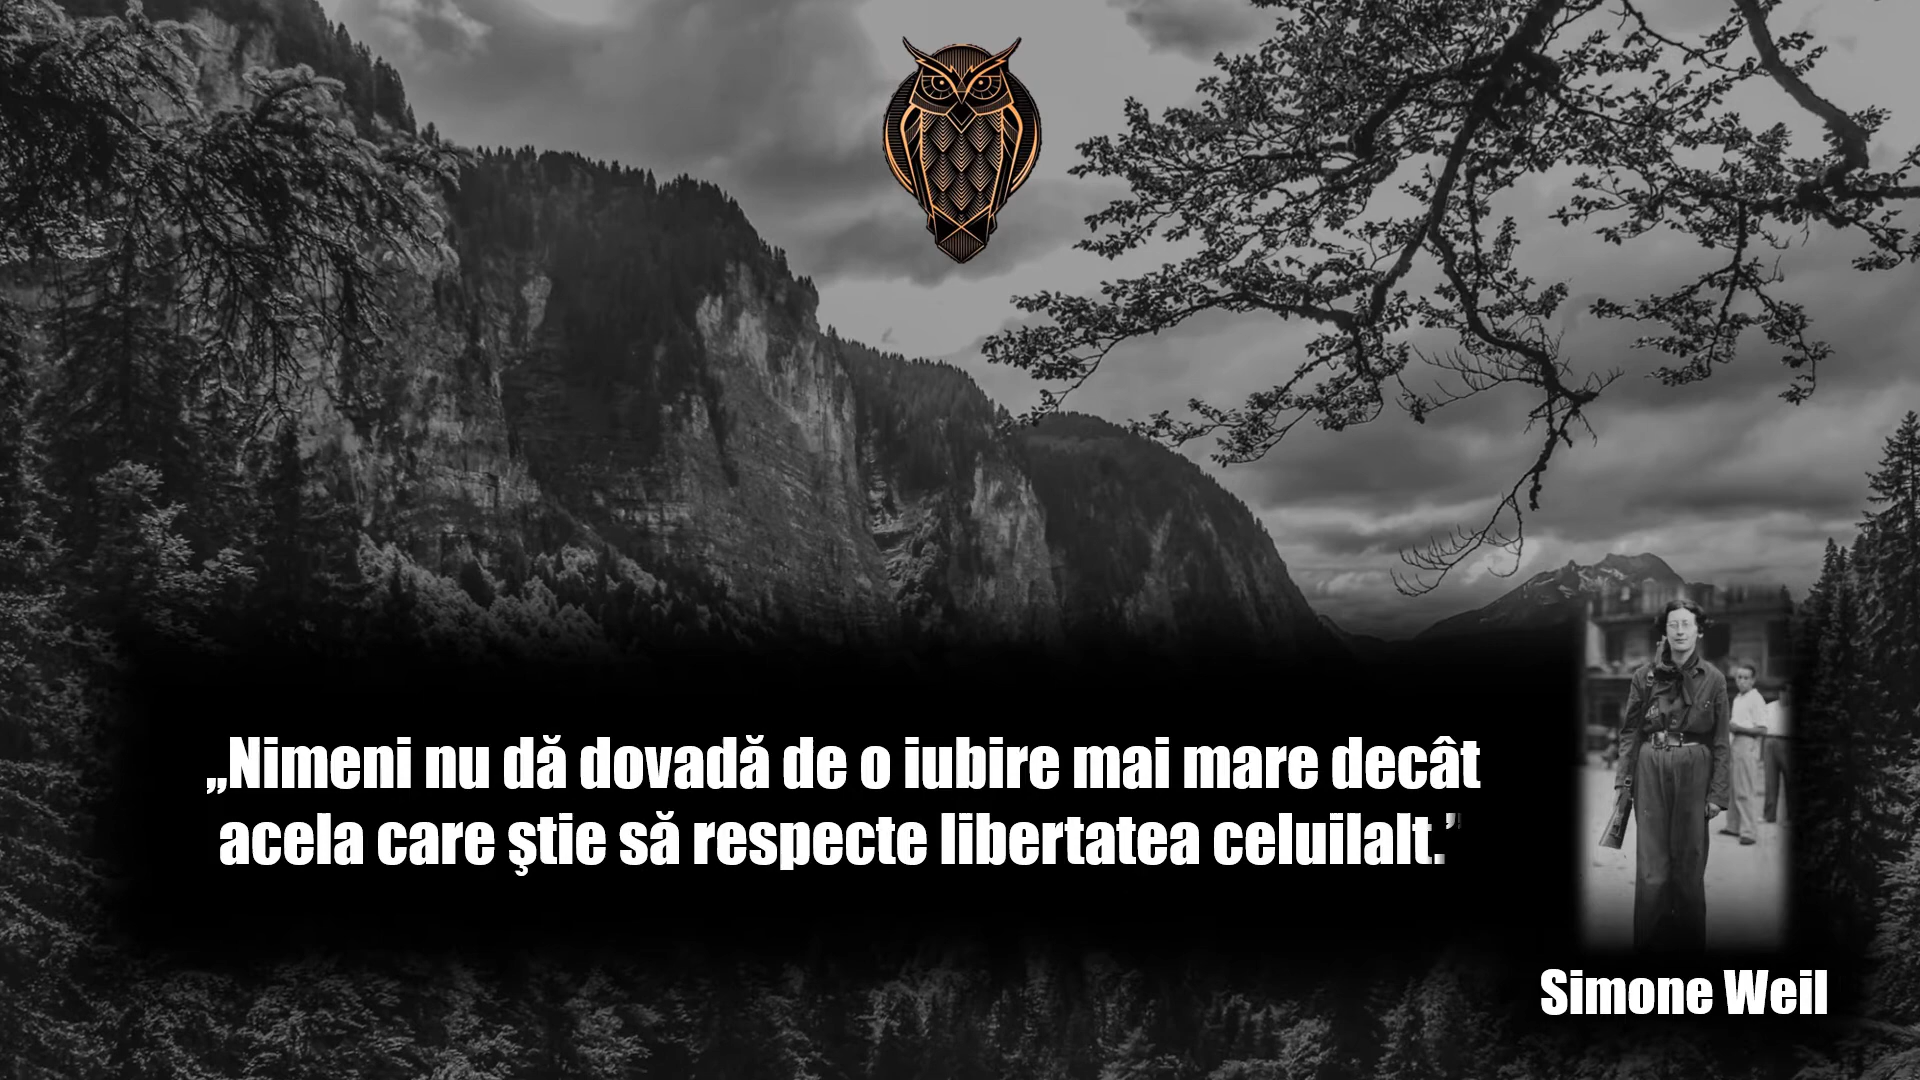 „Nimeni nu dă dovadă de o iubire mai mare decât
acela care ştie să respecte libertatea celuilalt.”
Simone Weil